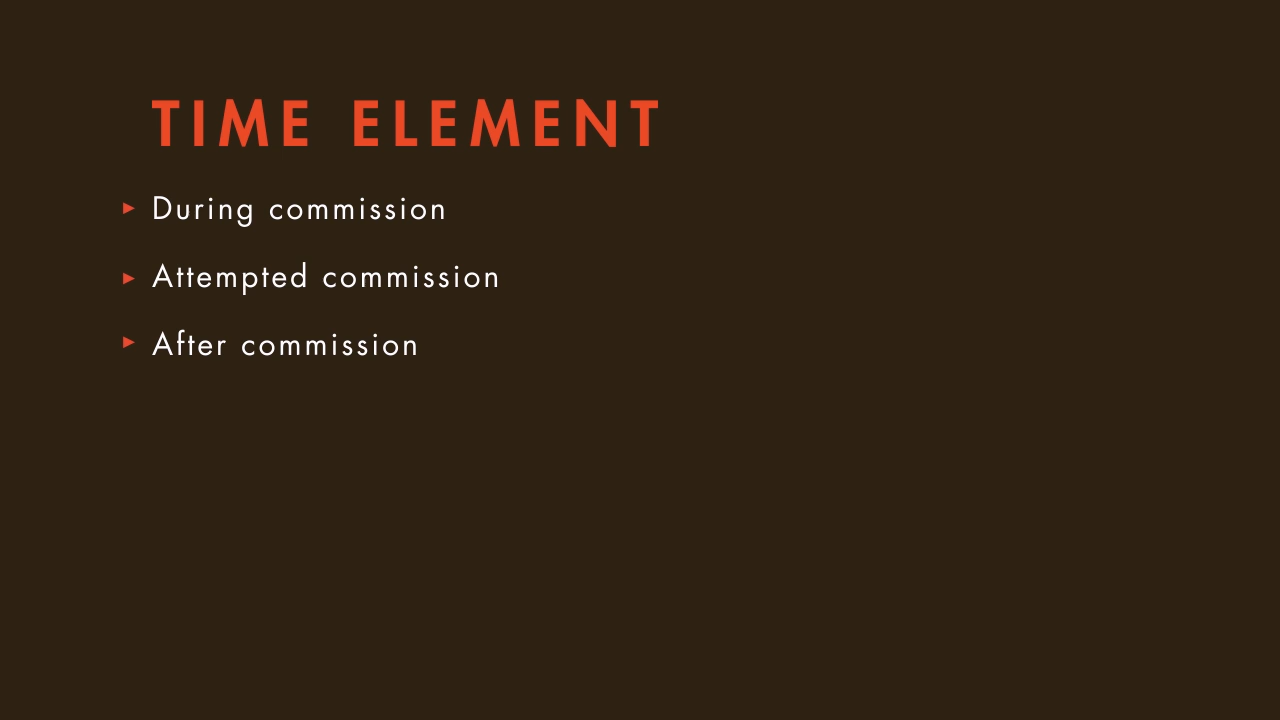 TIME ELEMENT
During commission
Attempted commission
After commission